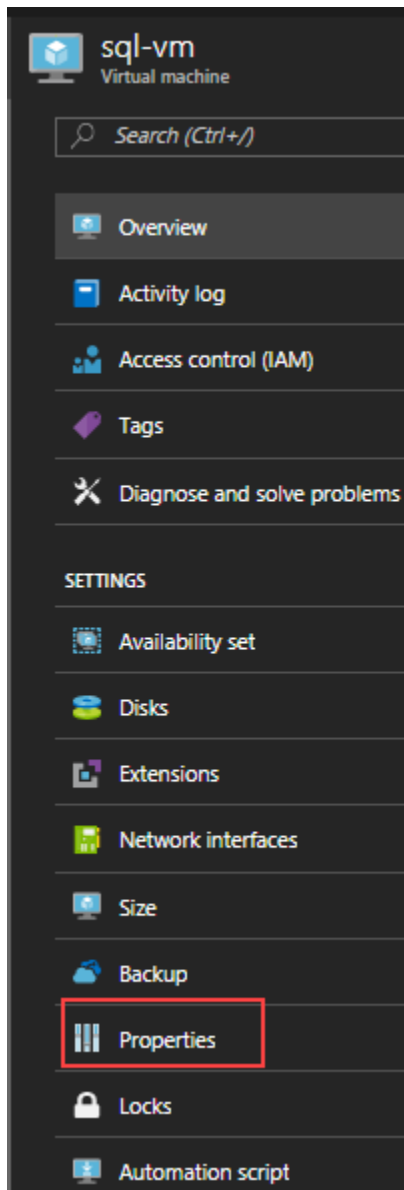 sql-vm
Virtual machine
Search (Ctrl+/)
Overview
Activity log
Access control (IAM)
Tags
Diagnose and solve problems
SETTINGS
Availability set
Disks
Extensions
Network interfaces
Size
Backup
Properties
Locks
Automation script